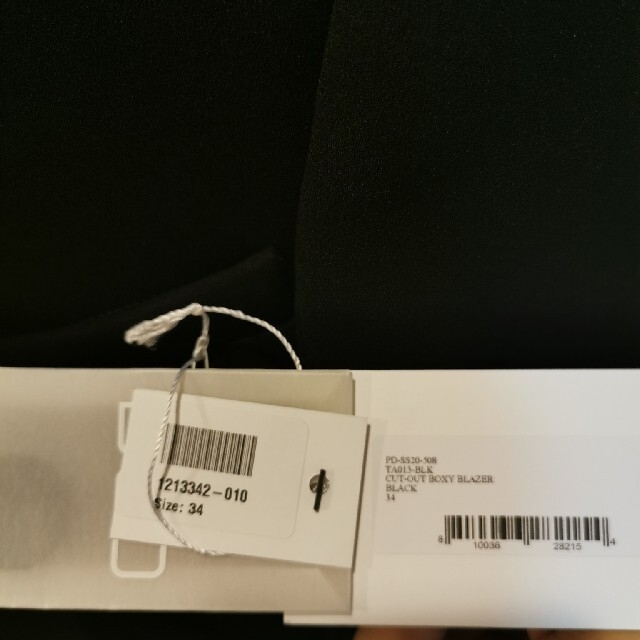 1213342-010
Size: 34
PD-SS20-508
TA013-BLK
CUT-OUT BOXY BLAZER
BLACK
34
8 10036 28215 4